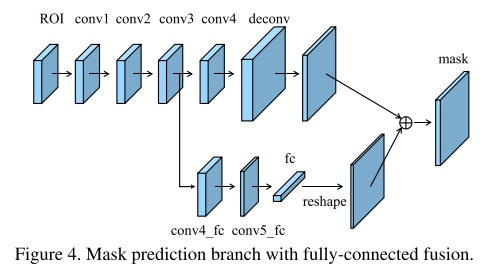 ROI conv1 conv2 conv3 conv4 deconv
mask
fc
reshape
conv4_fc conv5_fc
Figure 4. Mask prediction branch with fully-connected fusion.